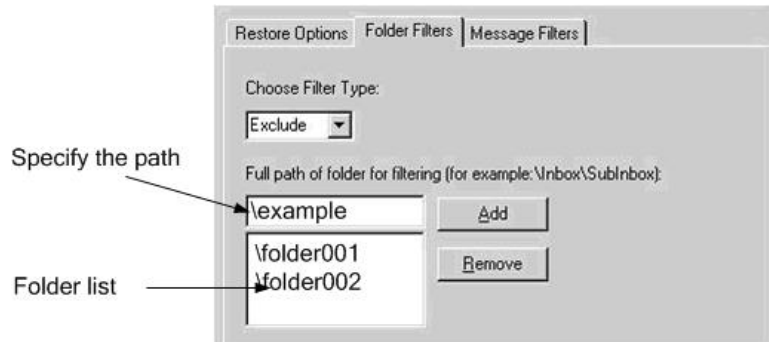 Restore Options Folder Filters Message Filters
Choose Filter Type:
Exclude
Specify the path
Full path of folder for filtering (for example:\Inbox\SubInbox):
\example Add
\folder001
Remove
Folder list \folder002